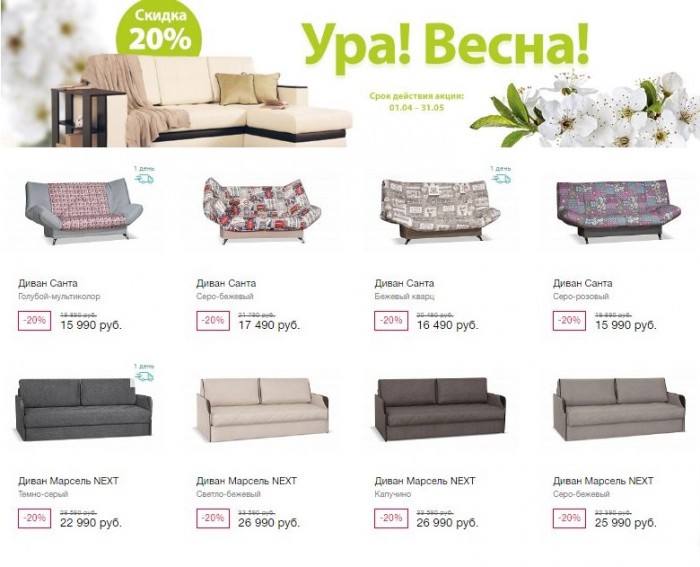 Скидка
20%
Ура! Весна!
Срок действия акции:
01.04 - 31.05
1 день
1 день
Диван Санта
Диван Санта
Диван Санта
Диван Санта
Голубой-мультиколор
Серо-бежевый
Бежевый кварц
Серо-розовый
-20%
15 990 руб.
-20%
17 490 руб.
-20%
16 490 руб.
-20%
15 990 руб.
1 день
Диван Марсель NEXT
Диван Марсель NEXT
Диван Марсель NEXT
Диван Марсель NEXT
Темно-серый
Светло-бежевый
Капучино
Серо-бежевый
-20%
22 990 руб.
-20%
26 990 руб.
-20%
26 990 руб.
-20%
25 990 руб.